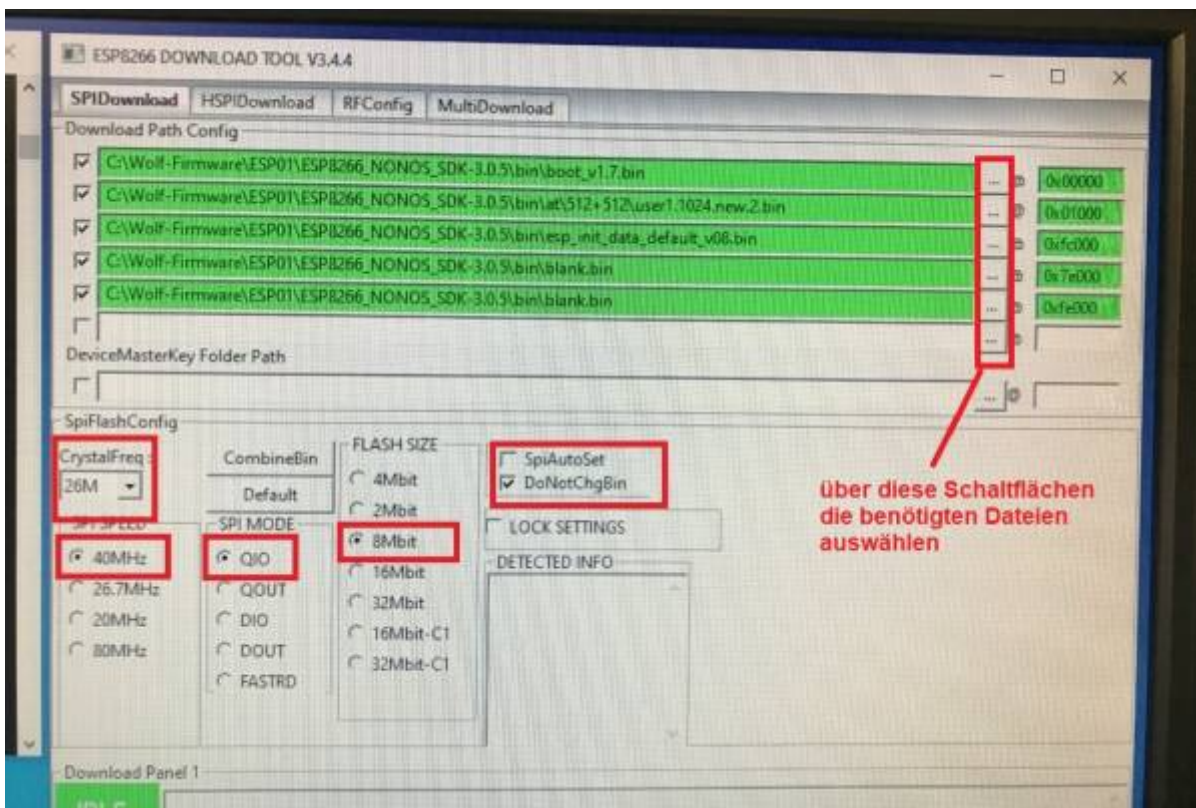 ESP8266 DOWNLOAD TOOL V3.4.4
SPIDownload HSPIDownload RFConfig MultiDownload
Download Path Config
C:\Wolf-Firmware\ESP01\ESP8266_NONOS_SDK-3.0.5\bin\boot_v1.7.bin ... @ 0x00000
C:\Wolf-Firmware\ESP01\ESP8266_NONOS_SDK-3.0.5\bin\at\512+512\user1.1024.new.2.bin ... @ 0x01000
C:\Wolf-Firmware\ESP01\ESP8266_NONOS_SDK-3.0.5\bin\esp_init_data_default_v08.bin ... @ 0xfc000
C:\Wolf-Firmware\ESP01\ESP8266_NONOS_SDK-3.0.5\bin\blank.bin ... @ 0x7e000
C:\Wolf-Firmware\ESP01\ESP8266_NONOS_SDK-3.0.5\bin\blank.bin ... @ 0xfe000
... @
DeviceMasterKey Folder Path
... @
SpiFlashConfig
CrystalFreq :
26M
SPI SPEED
40MHz
26.7MHz
20MHz
80MHz
CombineBin
Default
SPI MODE
QIO
QOUT
DIO
DOUT
FASTRD
FLASH SIZE
4Mbit
2Mbit
8Mbit
16Mbit
32Mbit
16Mbit-C1
32Mbit-C1
SpiAutoSet
DoNotChgBin
LOCK SETTINGS
DETECTED INFO
über diese Schaltflächen
die benötigten Dateien
auswählen
Download Panel 1
IDLE